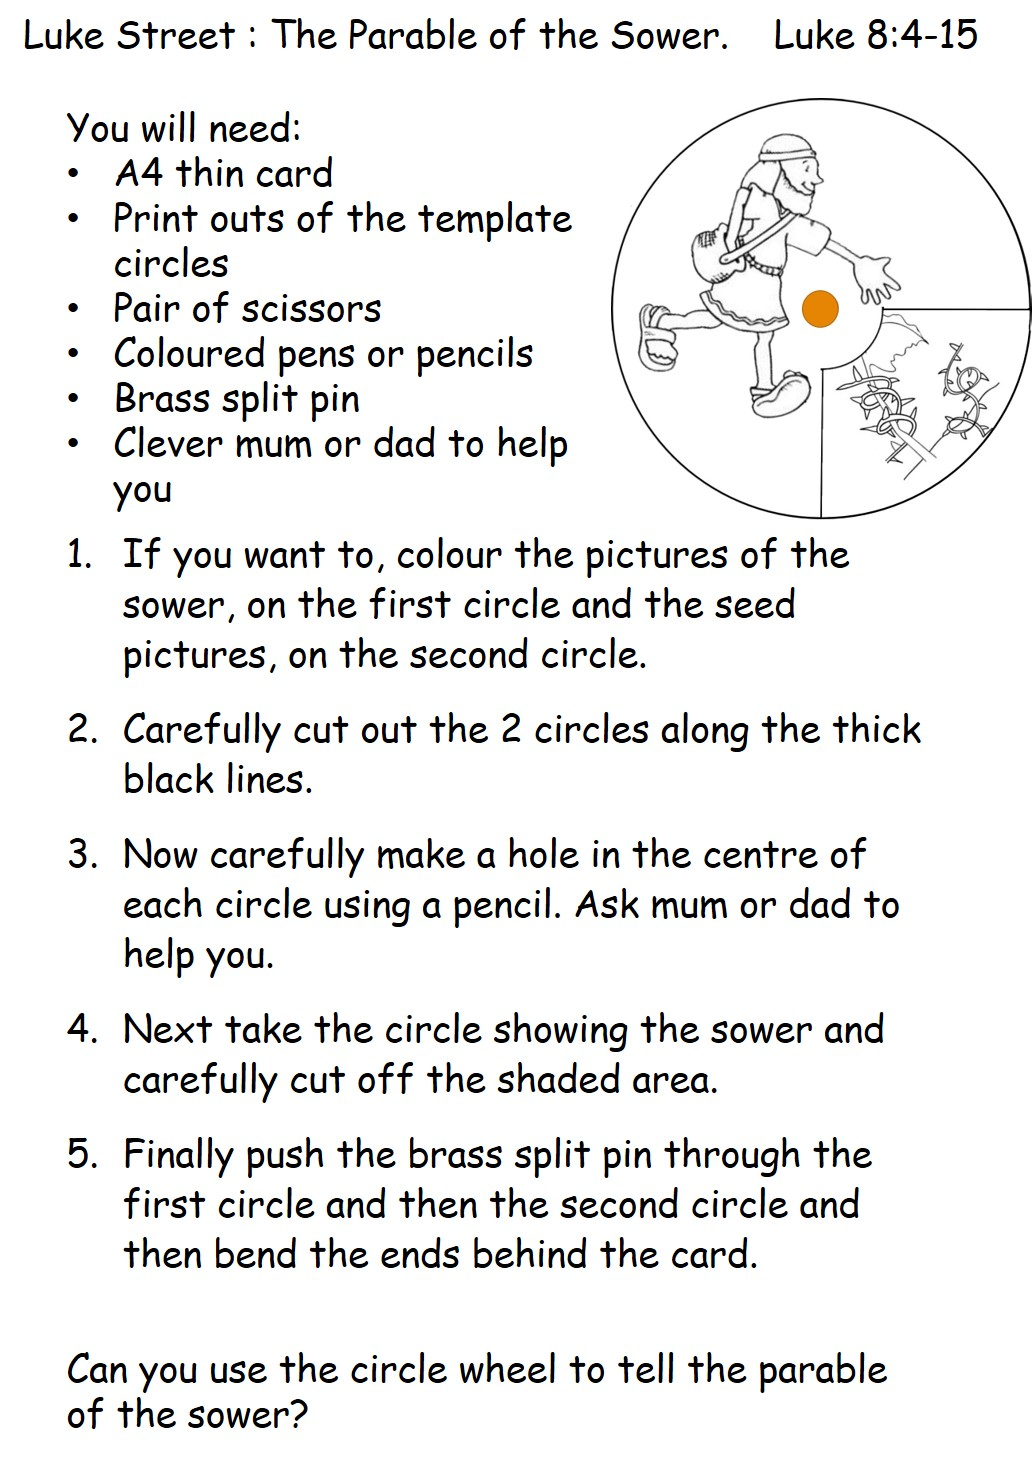 Luke Street : The Parable of the Sower. Luke 8:4-15
You will need:
• A4 thin card
• Print outs of the template
circles
• Pair of scissors
• Coloured pens or pencils
• Brass split pin
• Clever mum or dad to help
you
1. If you want to, colour the pictures of the
sower, on the first circle and the seed
pictures, on the second circle.
2. Carefully cut out the 2 circles along the thick
black lines.
3. Now carefully make a hole in the centre of
each circle using a pencil. Ask mum or dad to
help you.
4. Next take the circle showing the sower and
carefully cut off the shaded area.
5. Finally push the brass split pin through the
first circle and then the second circle and
then bend the ends behind the card.
Can you use the circle wheel to tell the parable
of the sower?